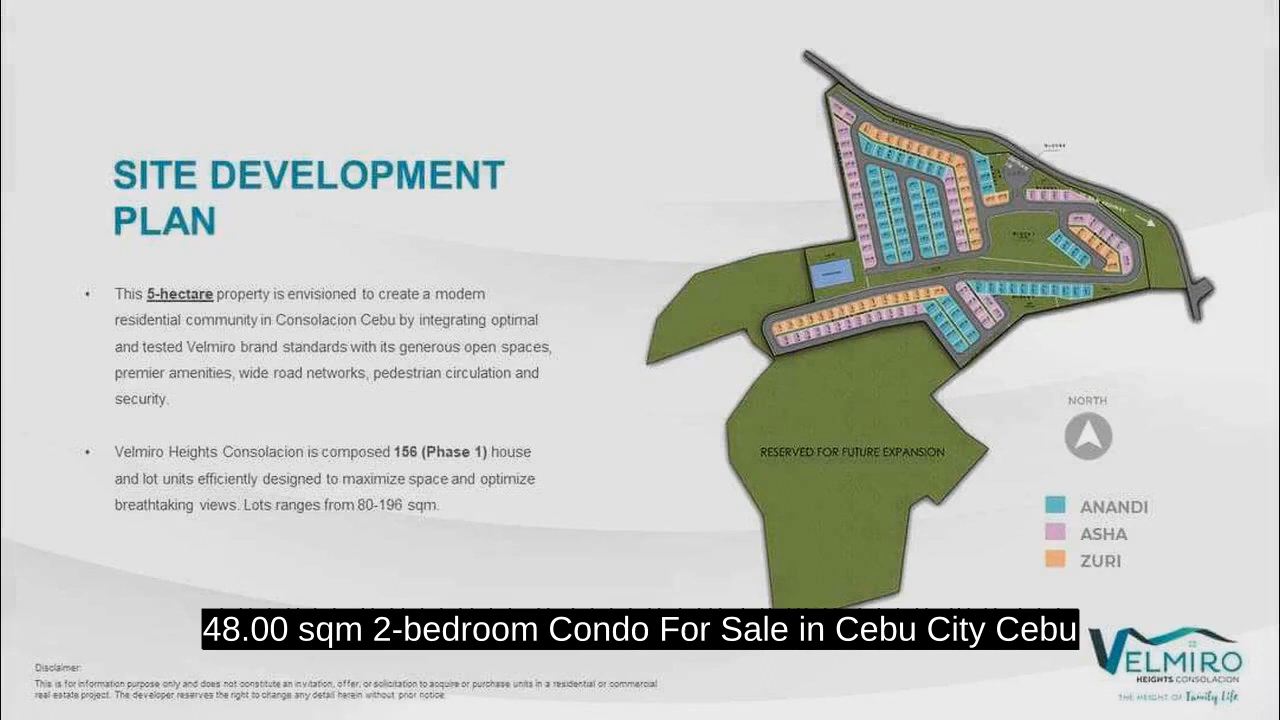 SITE DEVELOPMENT
PLAN
• This 5-hectare property is envisioned to create a modern
residential community in Consolacion Cebu by integrating optimal
and tested Velmiro brand standards with its generous open spaces,
premier amenities, wide road networks, pedestrian circulation and
security.
• Velmiro Heights Consolacion is composed 156 (Phase 1) house
and lot units efficiently designed to maximize space and optimize
breathtaking views. Lots ranges from 80-196 sqm.
RESERVED FOR FUTURE EXPANSION
NORTH
ANANDI
ASHA
ZURI
48.00 sqm 2-bedroom Condo For Sale in Cebu City Cebu
VELMIRO
HEIGHTS CONSOLACION
THE HEIGHT OF Family Life
Disclaimer:
This is for information purpose only and does not constitute an invitation, offer, or solicitation to acquire or purchase units in a residential or commercial
real estate project. The developer reserves the right to change any detail herein without prior notice